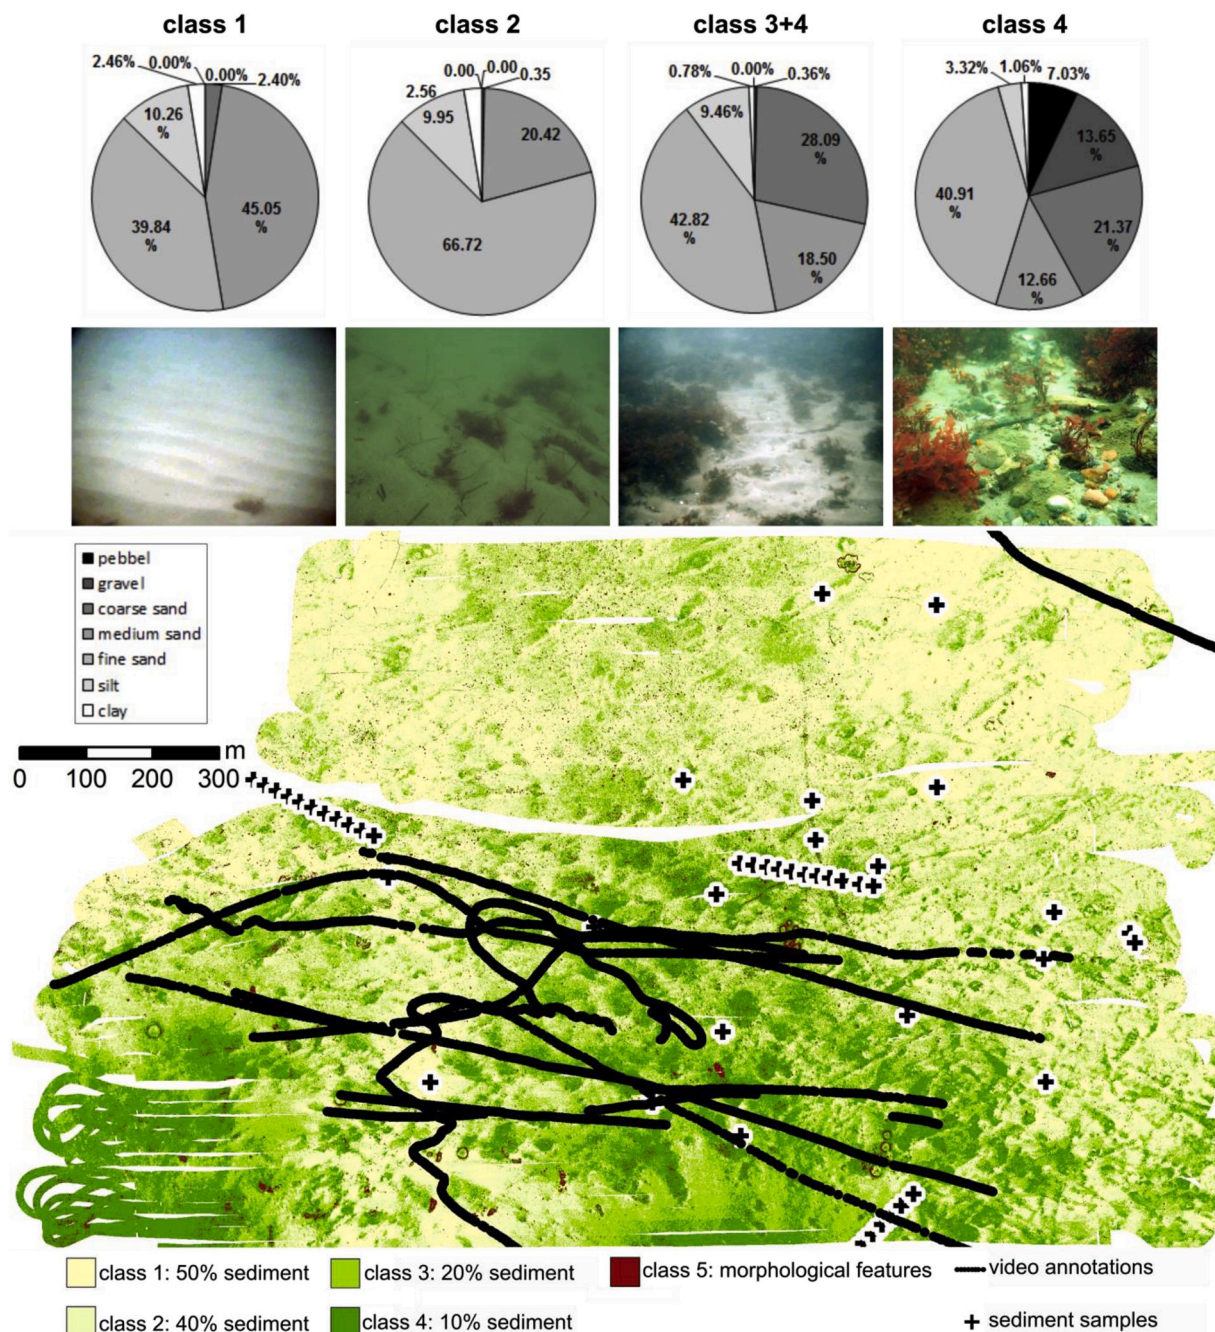 class 1 class 2 class 3+4 class 4
2.46% 0.00% 0.00% 2.40%
10.26 %
39.84 %
45.05 %
0.00 0.00 0.35
2.56
9.95
20.42
66.72
0.78% 0.00% 0.36%
9.46%
28.09 %
42.82 %
18.50 %
3.32% 1.06% 7.03%
13.65 %
40.91 %
21.37 %
12.66 %
pebbel
gravel
coarse sand
medium sand
fine sand
silt
clay
m
0 100 200 300
class 1: 50% sediment class 3: 20% sediment class 5: morphological features video annotations
class 2: 40% sediment class 4: 10% sediment sediment samples